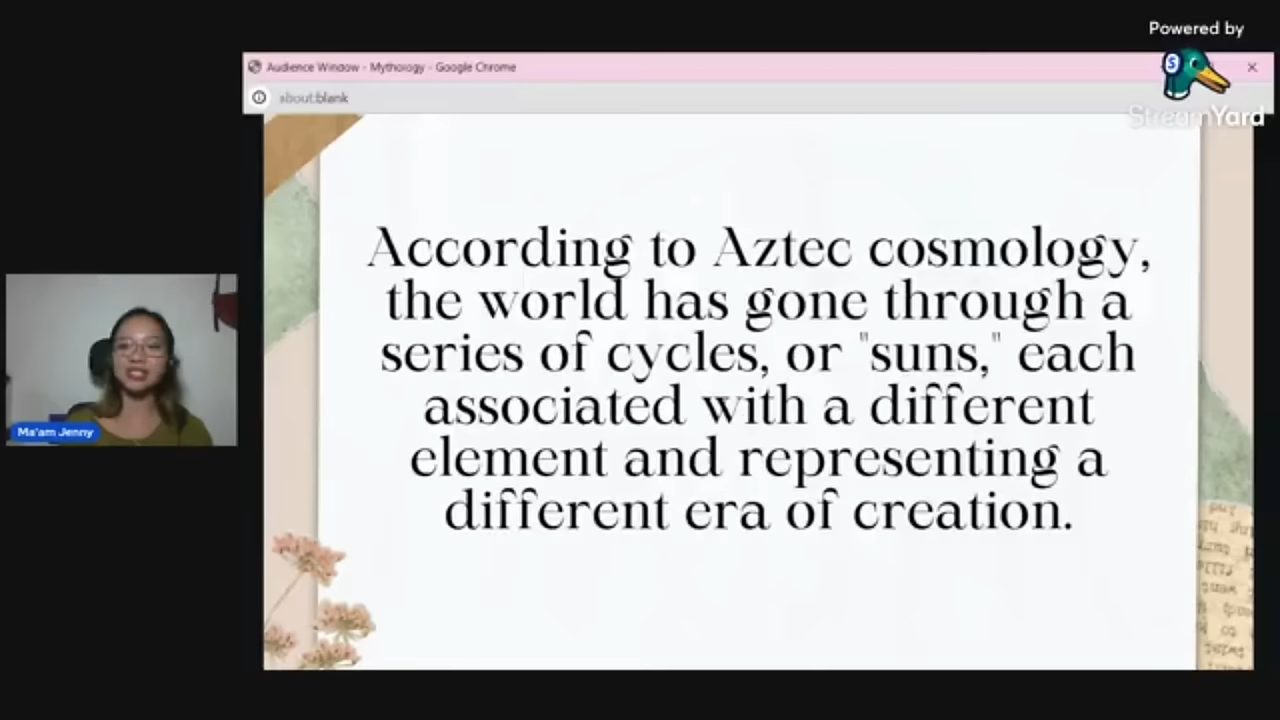 Powered by
StreamYard
Audience Window - Mythology - Google Chrome
about:blank
According to Aztec cosmology,
the world has gone through a
series of cycles, or "suns," each
associated with a different
element and representing a
different era of creation.
Ma'am Jenny